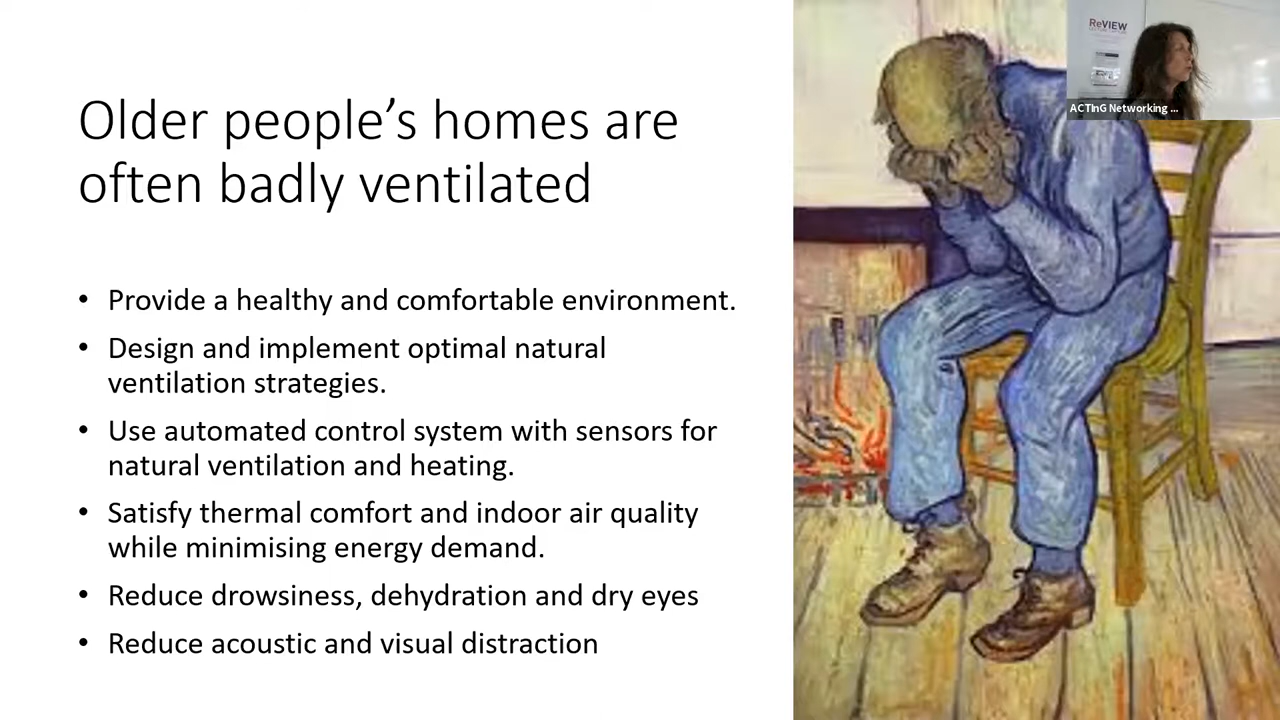 Older people’s homes are
often badly ventilated
• Provide a healthy and comfortable environment.
• Design and implement optimal natural
ventilation strategies.
• Use automated control system with sensors for
natural ventilation and heating.
• Satisfy thermal comfort and indoor air quality
while minimising energy demand.
• Reduce drowsiness, dehydration and dry eyes
• Reduce acoustic and visual distraction
ReVIEW
ACTInG Networking ...